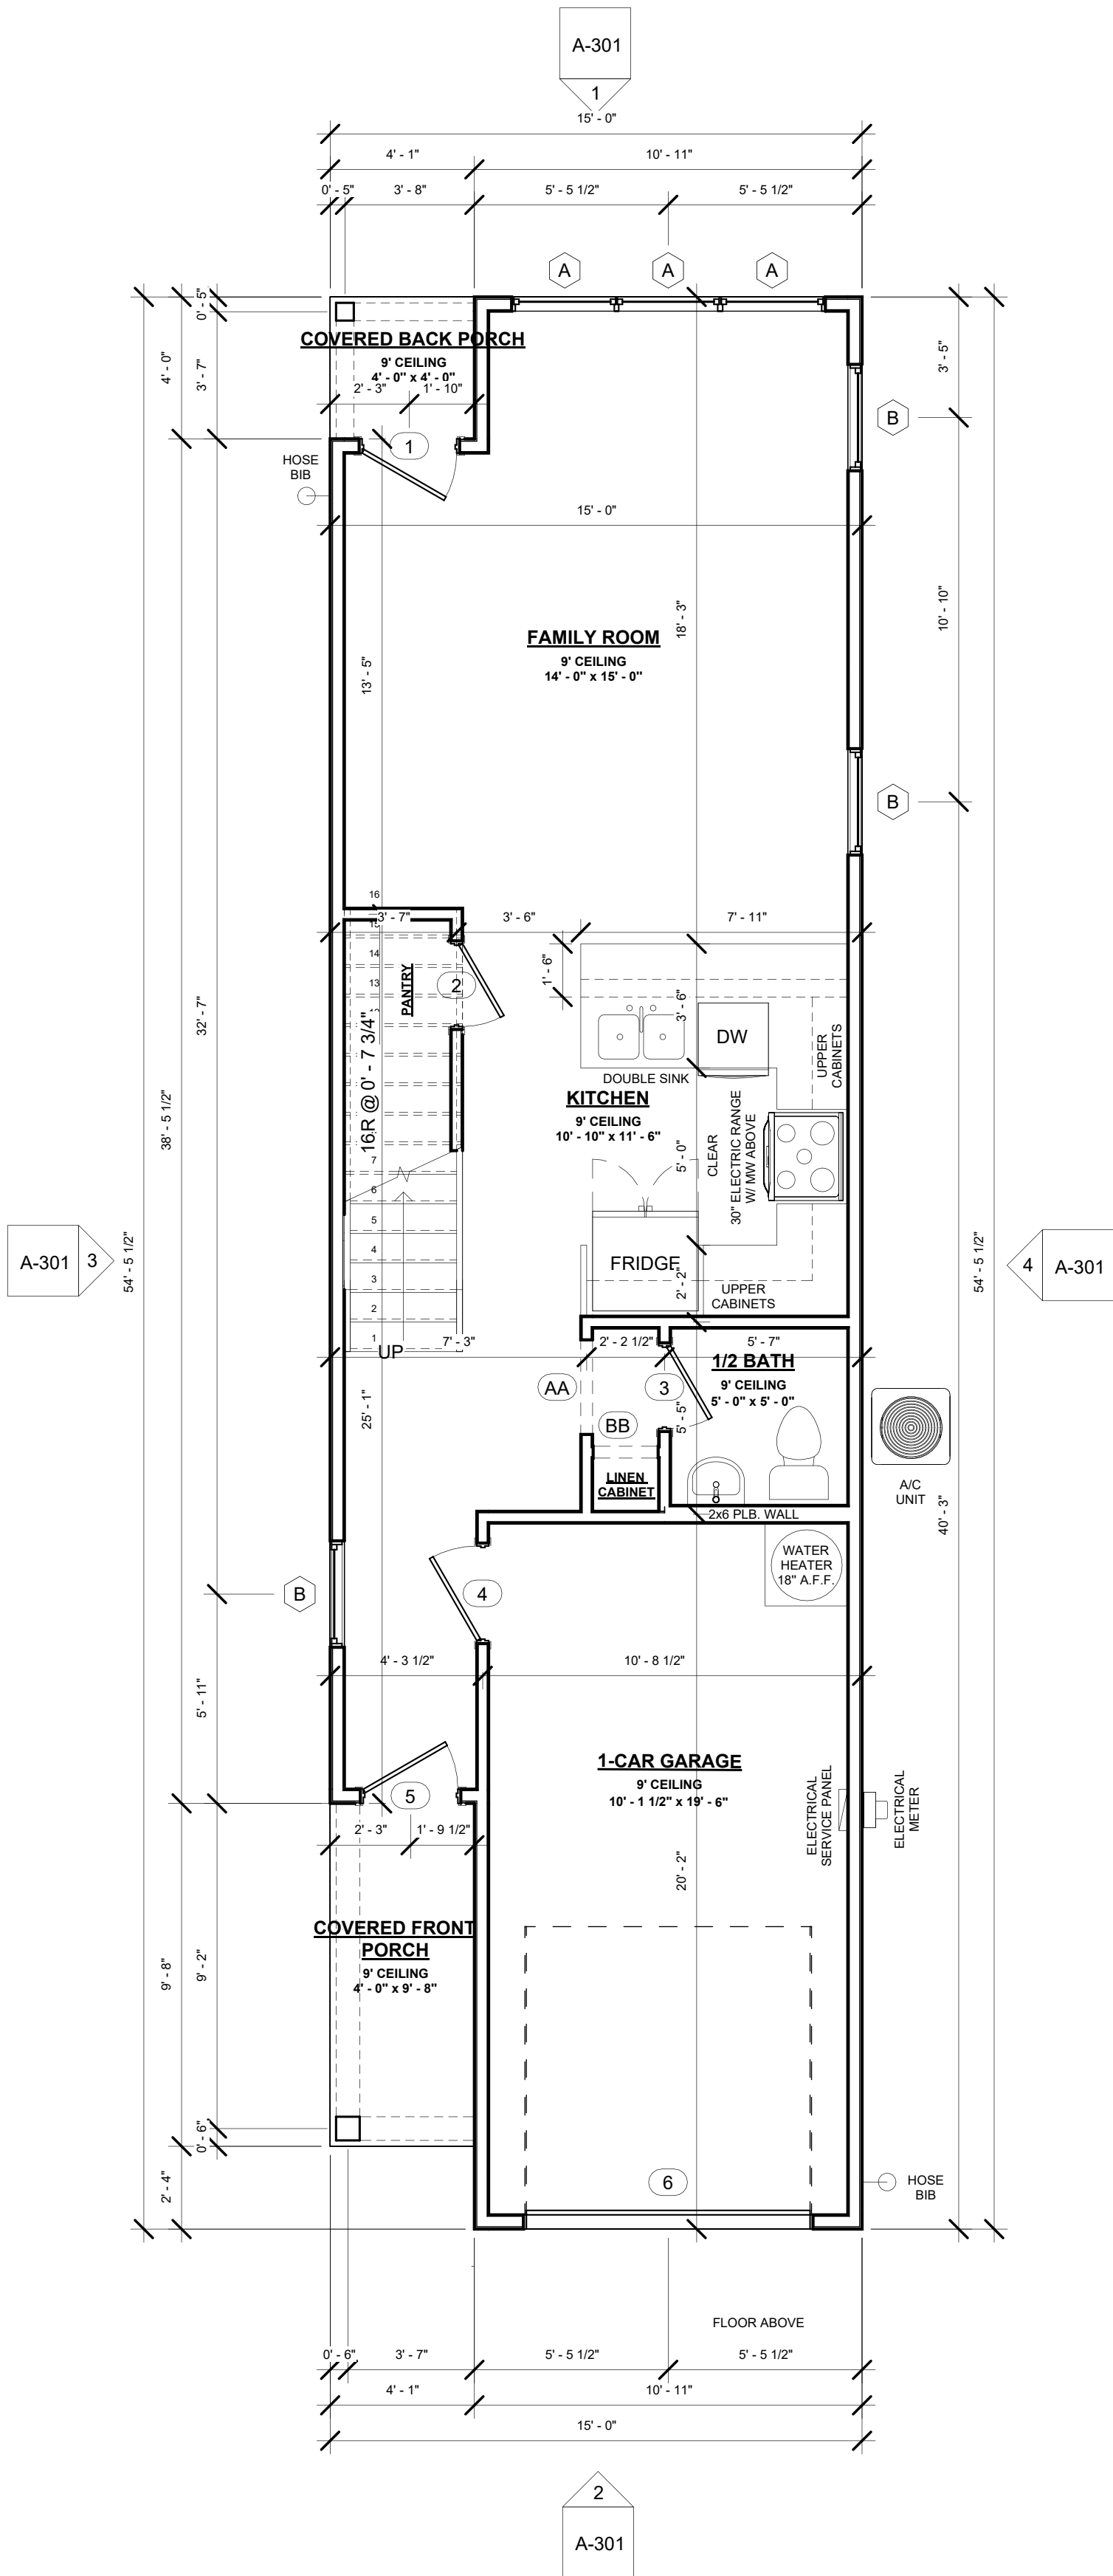 A-301
1
15' - 0"
4' - 1"
10' - 11"
0' - 5"
3' - 8"
5' - 5 1/2"
5' - 5 1/2"
A
A
A
0' - 5"
4' - 0"
3' - 7"
3' - 5"
COVERED BACK PORCH
9' CEILING
4' - 0" x 4' - 0"
2' - 3"
1' - 10"
B
1
HOSE
BIB
15' - 0"
10' - 10"
18' - 3"
FAMILY ROOM
9' CEILING
14' - 0" x 15' - 0"
13' - 5"
B
16
3' - 7"
3' - 6"
7' - 11"
15
14
13
PANTRY
2
1' - 6"
3' - 6"
32' - 7"
16R @ 0' - 7 3/4"
DW
UPPER
CABINETS
DOUBLE SINK
KITCHEN
9' CEILING
10' - 10" x 11' - 6"
38' - 5 1/2"
5' - 0"
CLEAR
30" ELECTRIC RANGE
W/ MW ABOVE
7
6
5
4
3
2
1
UP
54' - 5 1/2"
A-301
3
FRIDGE
2' - 2"
UPPER
CABINETS
54' - 5 1/2"
4
A-301
7' - 3"
2' - 2 1/2"
5' - 7"
1/2 BATH
9' CEILING
5' - 0" x 5' - 0"
AA
3
BB
5' - 5"
25' - 1"
LINEN
CABINET
A/C
UNIT
40' - 3"
2x6 PLB. WALL
WATER
HEATER
18" A.F.F.
B
4
4' - 3 1/2"
10' - 8 1/2"
5' - 11"
1-CAR GARAGE
9' CEILING
10' - 1 1/2" x 19' - 6"
5
ELECTRICAL
SERVICE PANEL
ELECTRICAL
METER
2' - 3"
1' - 9 1/2"
20' - 2"
COVERED FRONT
PORCH
9' CEILING
4' - 0" x 9' - 8"
9' - 8"
9' - 2"
0' - 6"
2' - 4"
6
HOSE
BIB
FLOOR ABOVE
0' - 6"
3' - 7"
5' - 5 1/2"
5' - 5 1/2"
4' - 1"
10' - 11"
15' - 0"
2
A-301